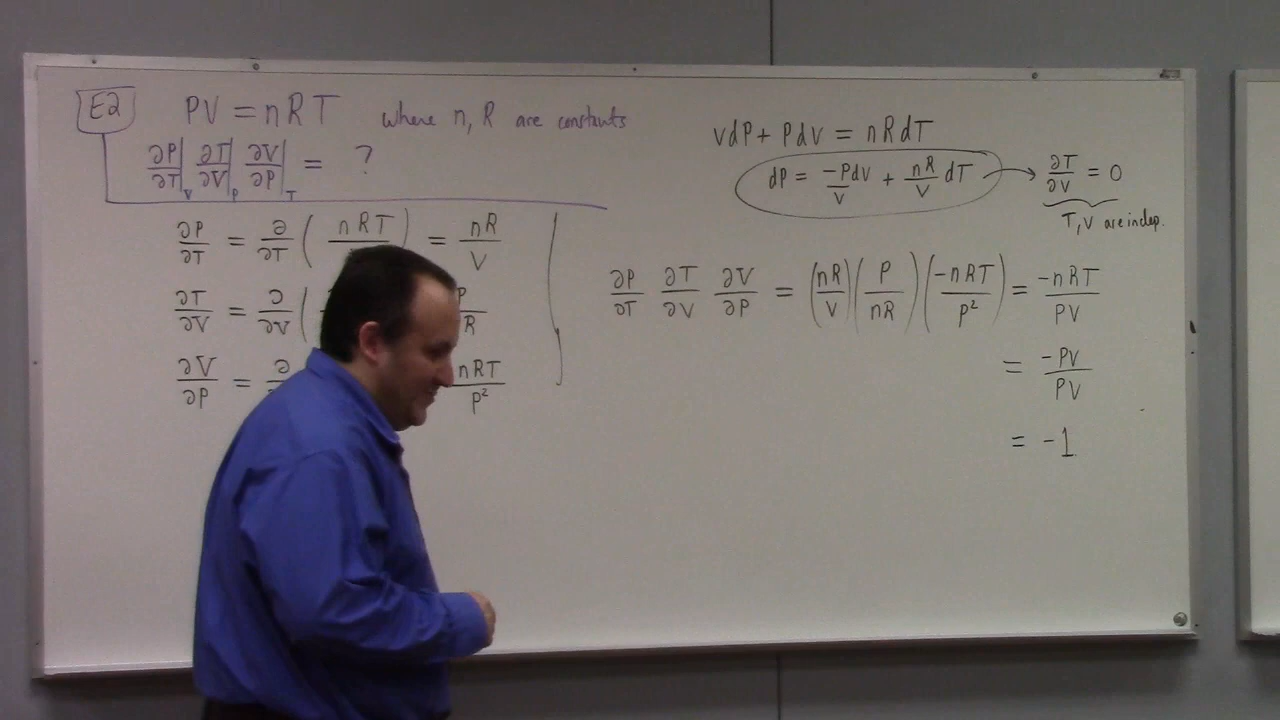 E2 PV = nRT where n, R are constants
∂P/∂T|_V ∂T/∂V|_P ∂V/∂P|_T = ?
∂P/∂T = ∂/∂T ( nRT ) = nR/V
∂T/∂V = ∂/∂V (
∂V/∂P = nRT/P²
VdP + PdV = nRdT
dP = -PdV/V + nR/V dT → ∂T/∂V = 0
T, V are indep.
∂P/∂T ∂T/∂V ∂V/∂P = (nR/V)(P/nR)(-nRT/P²) = -nRT/PV
= -PV/PV
= -1